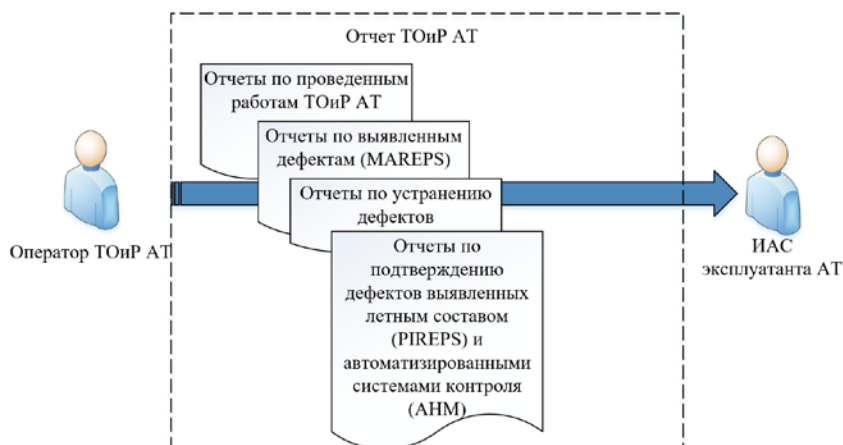 Отчет ТОиР АТ
Отчеты по проведенным
работам ТОиР АТ
Отчеты по выявленным
дефектам (MAREPS)
Отчеты по устранению
дефектов
Отчеты по
подтверждению
дефектов выявленных
летным составом
(PIREPS) и
автоматизированными
системами контроля
(AHM)
Оператор ТОиР АТ
ИАС
эксплуатанта АТ